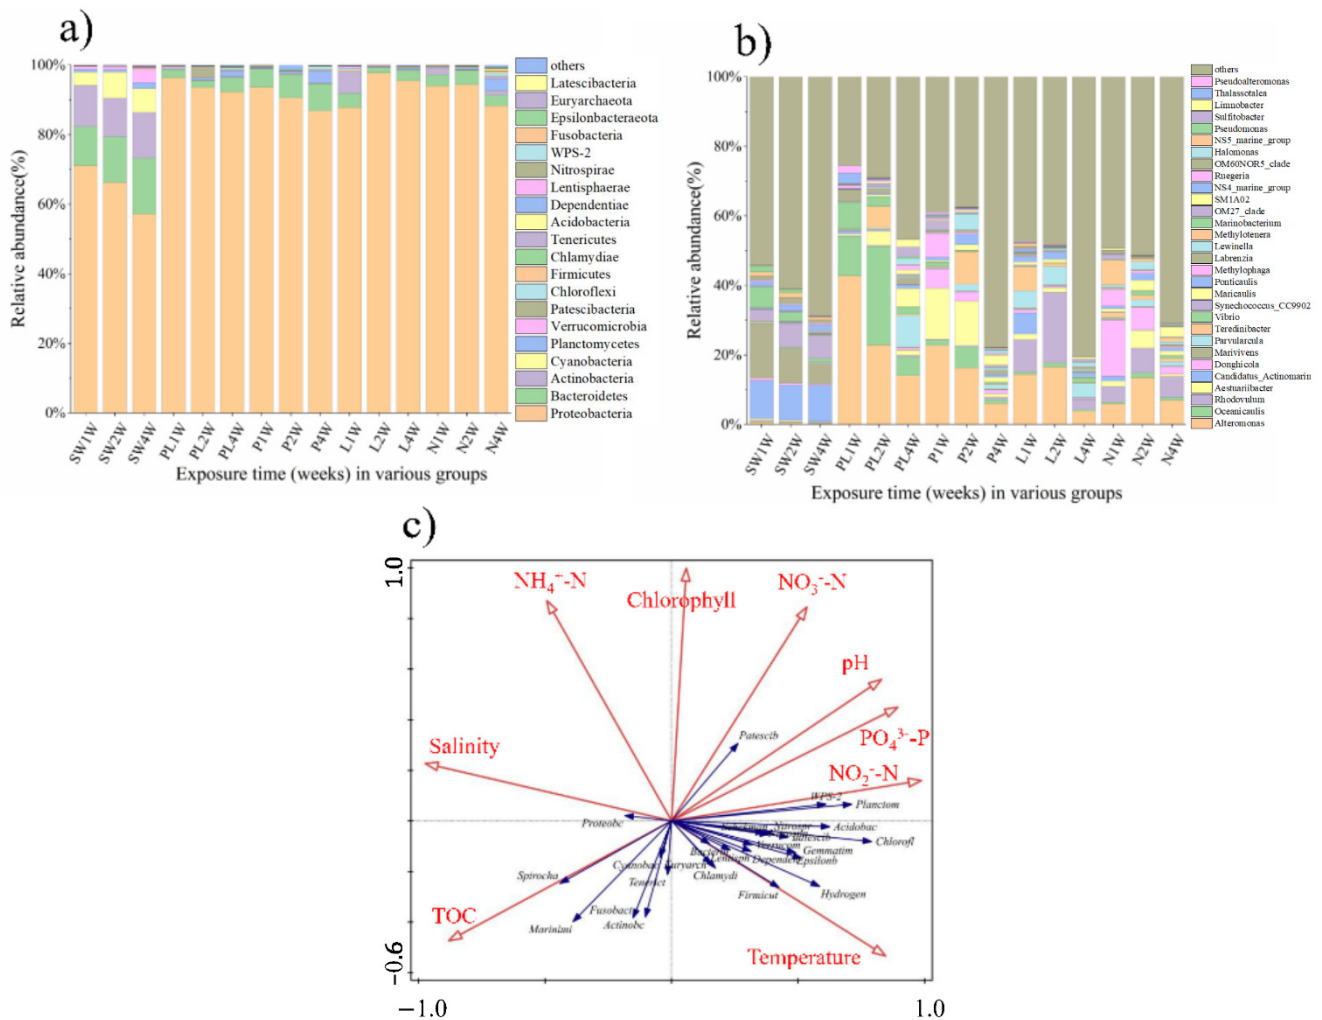 a)
100%
80%
60%
40%
20%
0%
Relative abundance(%)
SW1W
SW2W
SW4W
PL1W
PL2W
PL4W
P1W
P2W
P4W
L1W
L2W
L4W
N1W
N2W
N4W
Exposure time (weeks) in various groups
others
Latescibacteria
Euryarchaeota
Epsilonbacteraeota
Fusobacteria
WPS-2
Nitrospirae
Lentisphaerae
Dependentiae
Acidobacteria
Tenericutes
Chlamydiae
Firmicutes
Chloroflexi
Patescibacteria
Verrucomicrobia
Planctomycetes
Cyanobacteria
Actinobacteria
Bacteroidetes
Proteobacteria
b)
100%
80%
60%
40%
20%
0%
Relative abundance(%)
SW1W
SW2W
SW4W
PL1W
PL2W
PL4W
P1W
P2W
P4W
L1W
L2W
L4W
N1W
N2W
N4W
Exposure time (weeks) in various groups
others
Pseudoalteromonas
Thalassotalea
Limnobacter
Sulfitobacter
Pseudomonas
NS5_marine_group
Halomonas
OM60NOR5_clade
Ruegeria
NS4_marine_group
SM1A02
OM27_clade
Marinobacterium
Methylotenera
Lewinella
Labrenzia
Methylophaga
Ponticaulis
Maricaulis
Synechococcus_CC9902
Vibrio
Teredinibacter
Parvularcula
Marivivens
Donghicola
Candidatus_Actinomarin
Aestuariibacter
Rhodovulum
Oceanicaulis
Alteromonas
c)
1.0
-0.6
-1.0
1.0
NH₄⁺-N
Chlorophyll
NO₃⁻-N
pH
PO₄³⁻-P
NO₂⁻-N
Salinity
TOC
Temperature
Patescib
WPS-2
Planctom
Proteobc
Nitrospr
Acidobac
Latescib
Chlorofl
Verrucom
Gemmatim
Bacteroi
Lentisph
Dependen
Epsilonb
Cyanobac
Euryarch
Chlamydi
Spirocha
Tenerict
Firmicut
Hydrogen
Fusobact
Actinobc
Marinimi